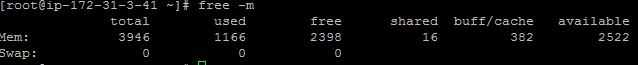 [root@ip-172-31-3-41 ~]# free -m
              total        used        free      shared  buff/cache   available
Mem:           3946        1166        2398          16         382        2522
Swap:             0           0           0